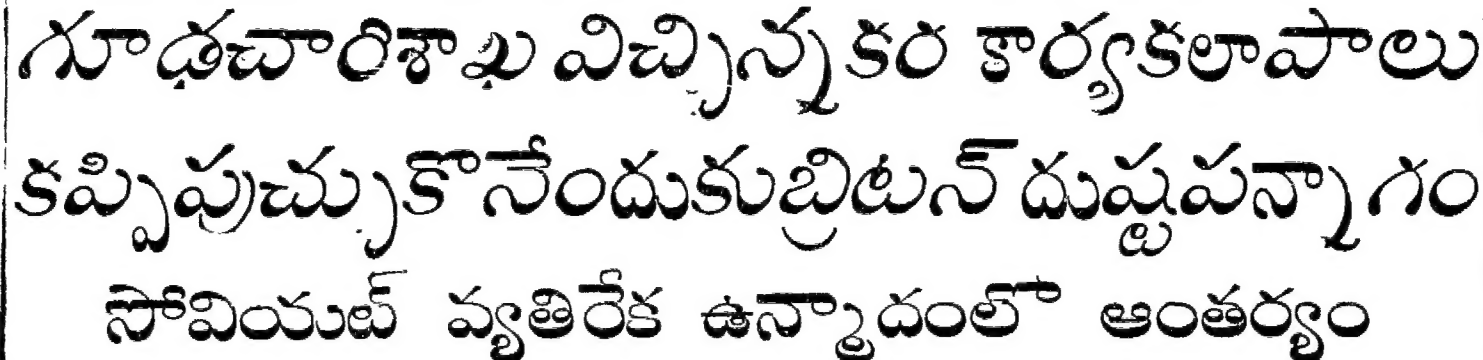 గూఢచారిశాఖ విచ్ఛిన్నకర కార్యకలాపాలు
కప్పిపుచ్చుకొనేందుకుబ్రిటన్ దుష్టపన్నాగం
సోవియట్ వ్యతిరేక ఉన్మాదంలో ఆంతర్యం